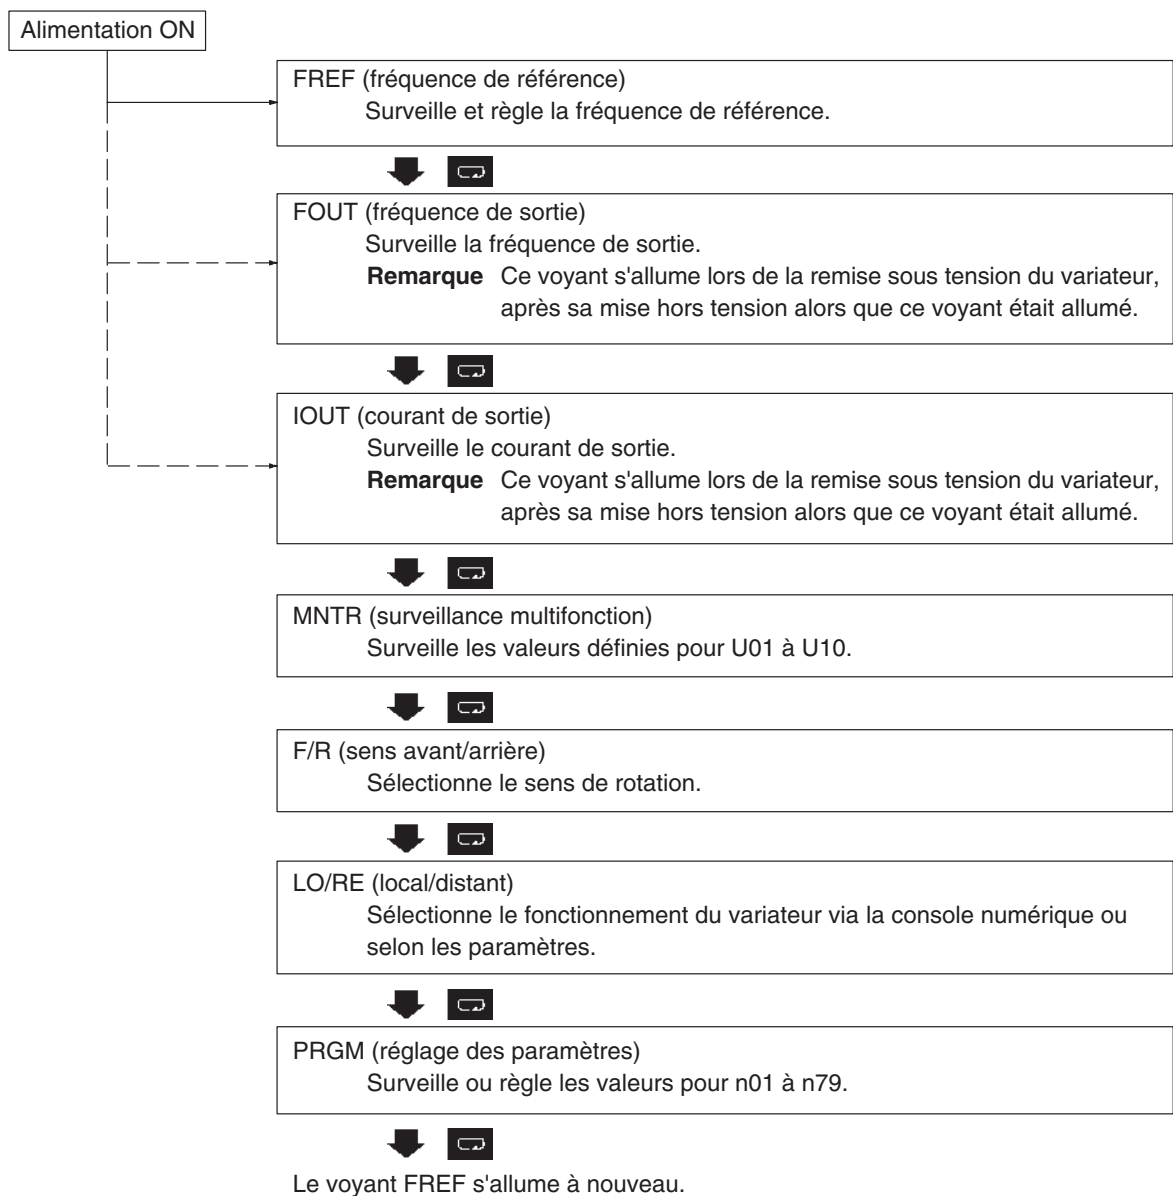 Alimentation ON
FREF (fréquence de référence)
Surveille et règle la fréquence de référence.
FOUT (fréquence de sortie)
Surveille la fréquence de sortie.
Remarque Ce voyant s'allume lors de la remise sous tension du variateur,
après sa mise hors tension alors que ce voyant était allumé.
IOUT (courant de sortie)
Surveille le courant de sortie.
Remarque Ce voyant s'allume lors de la remise sous tension du variateur,
après sa mise hors tension alors que ce voyant était allumé.
MNTR (surveillance multifonction)
Surveille les valeurs définies pour U01 à U10.
F/R (sens avant/arrière)
Sélectionne le sens de rotation.
LO/RE (local/distant)
Sélectionne le fonctionnement du variateur via la console numérique ou
selon les paramètres.
PRGM (réglage des paramètres)
Surveille ou règle les valeurs pour n01 à n79.
Le voyant FREF s'allume à nouveau.